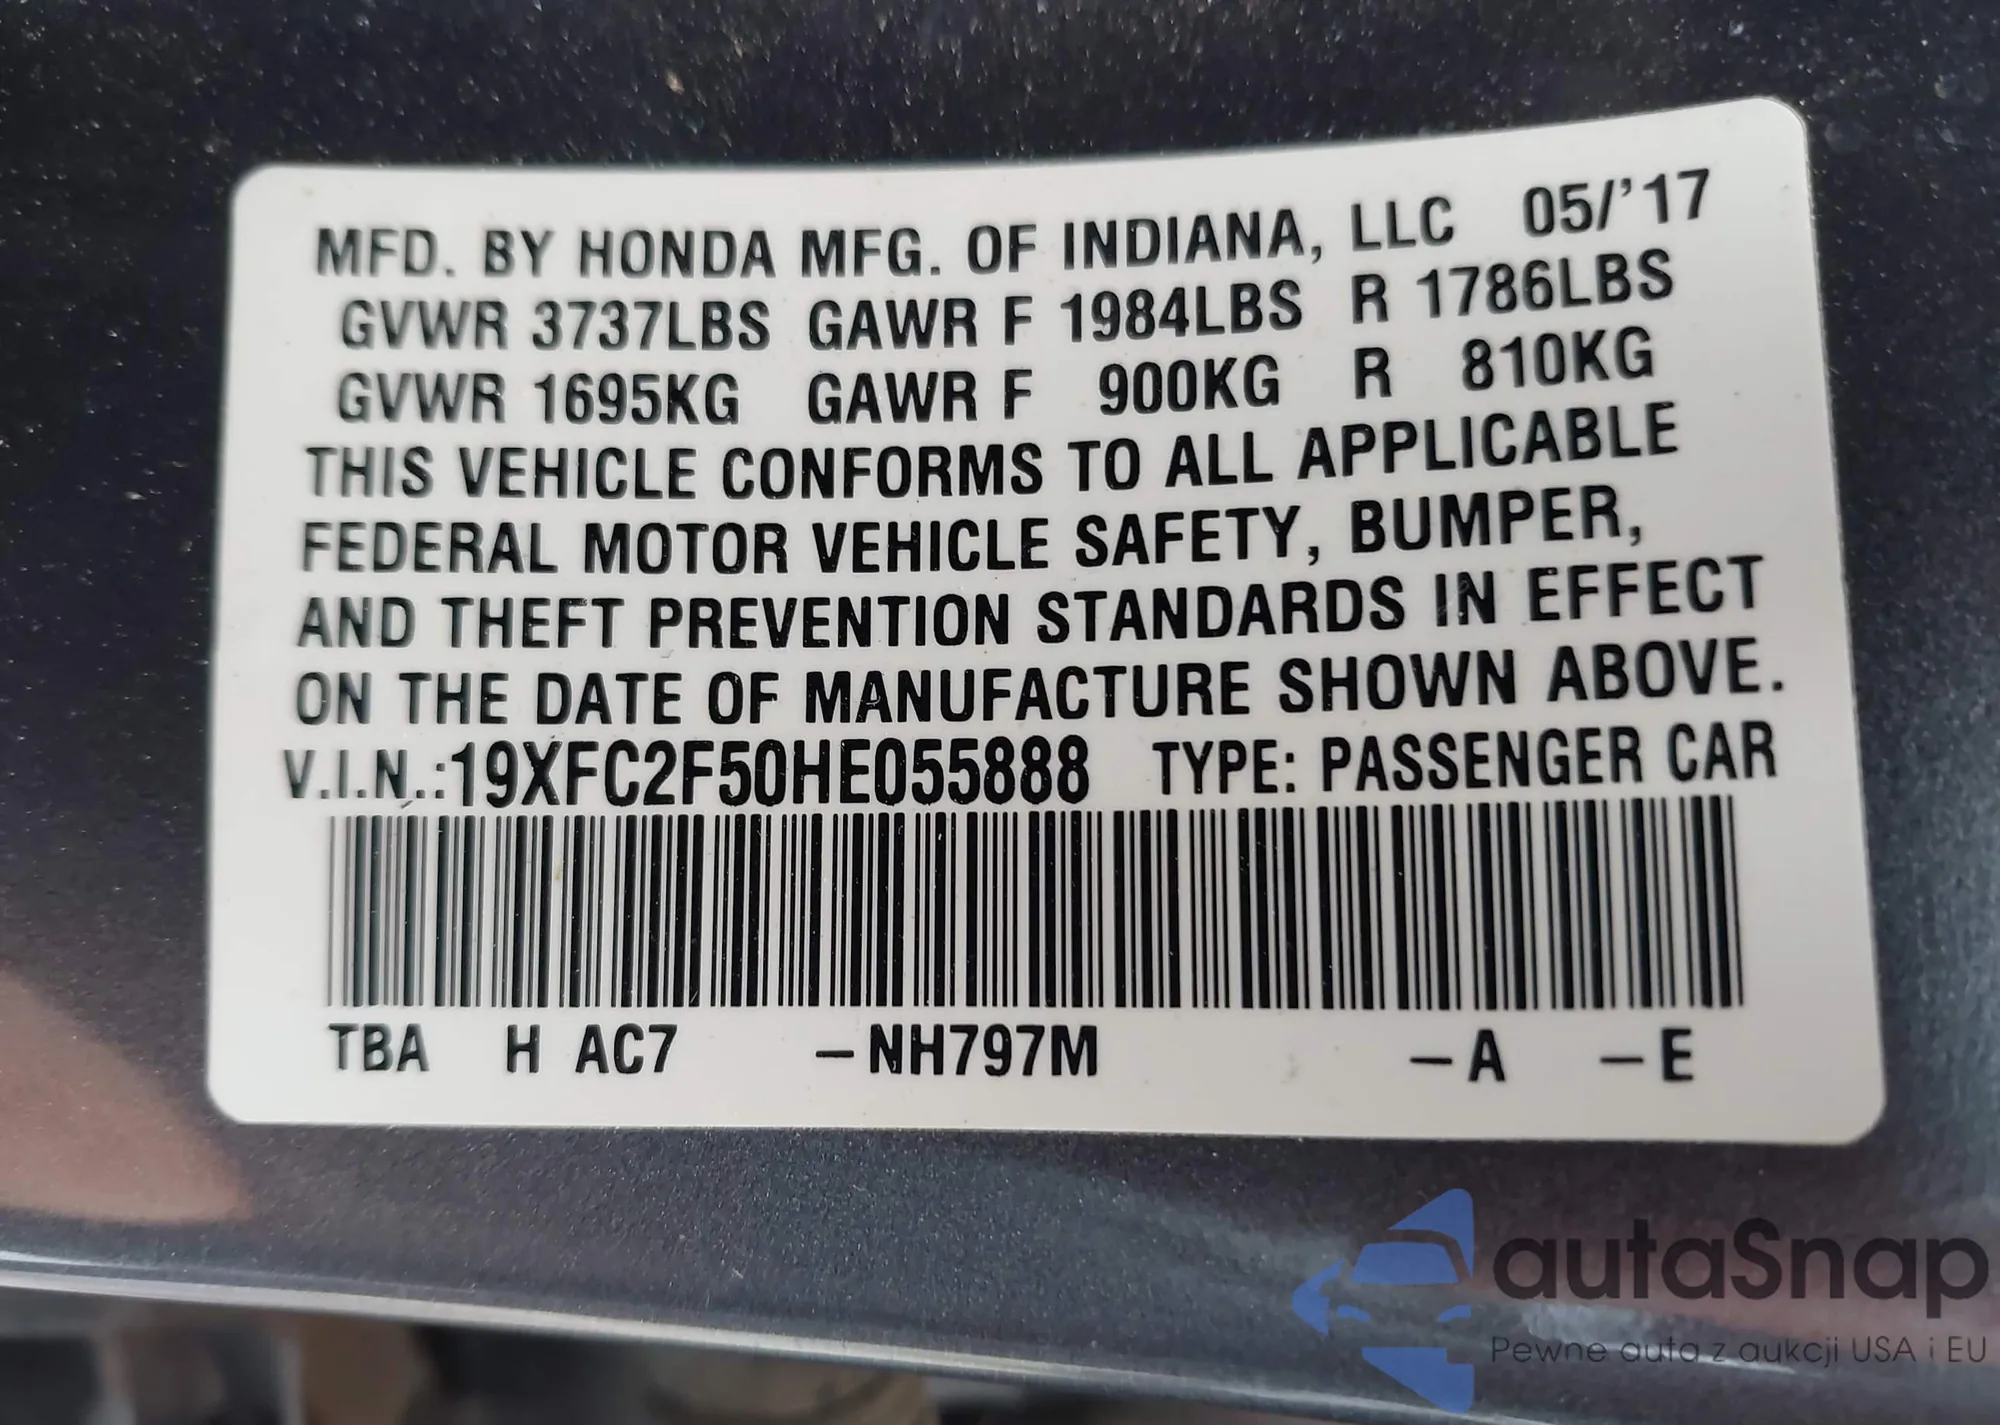 MFD. BY HONDA MFG. OF INDIANA, LLC 05/'17
GVWR 3737LBS GAWR F 1984LBS R 1786LBS
GVWR 1695KG GAWR F 900KG R 810KG
THIS VEHICLE CONFORMS TO ALL APPLICABLE
FEDERAL MOTOR VEHICLE SAFETY, BUMPER,
AND THEFT PREVENTION STANDARDS IN EFFECT
ON THE DATE OF MANUFACTURE SHOWN ABOVE.
V.I.N.:19XFC2F50HE055888 TYPE: PASSENGER CAR
TBA H AC7 –NH797M –A –E
autaSnap
Pewne auta z aukcji USA i EU